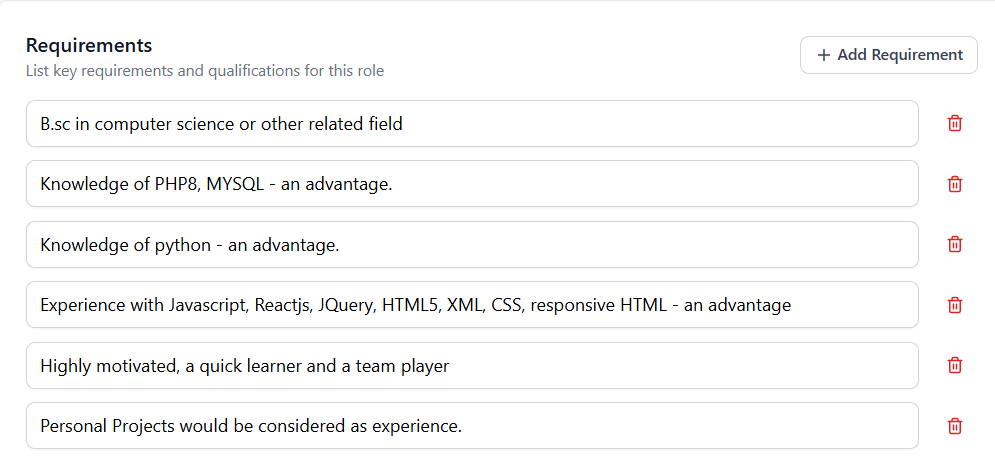 Requirements
List key requirements and qualifications for this role
+ Add Requirement
B.sc in computer science or other related field
Knowledge of PHP8, MYSQL - an advantage.
Knowledge of python - an advantage.
Experience with Javascript, Reactjs, JQuery, HTML5, XML, CSS, responsive HTML - an advantage
Highly motivated, a quick learner and a team player
Personal Projects would be considered as experience.